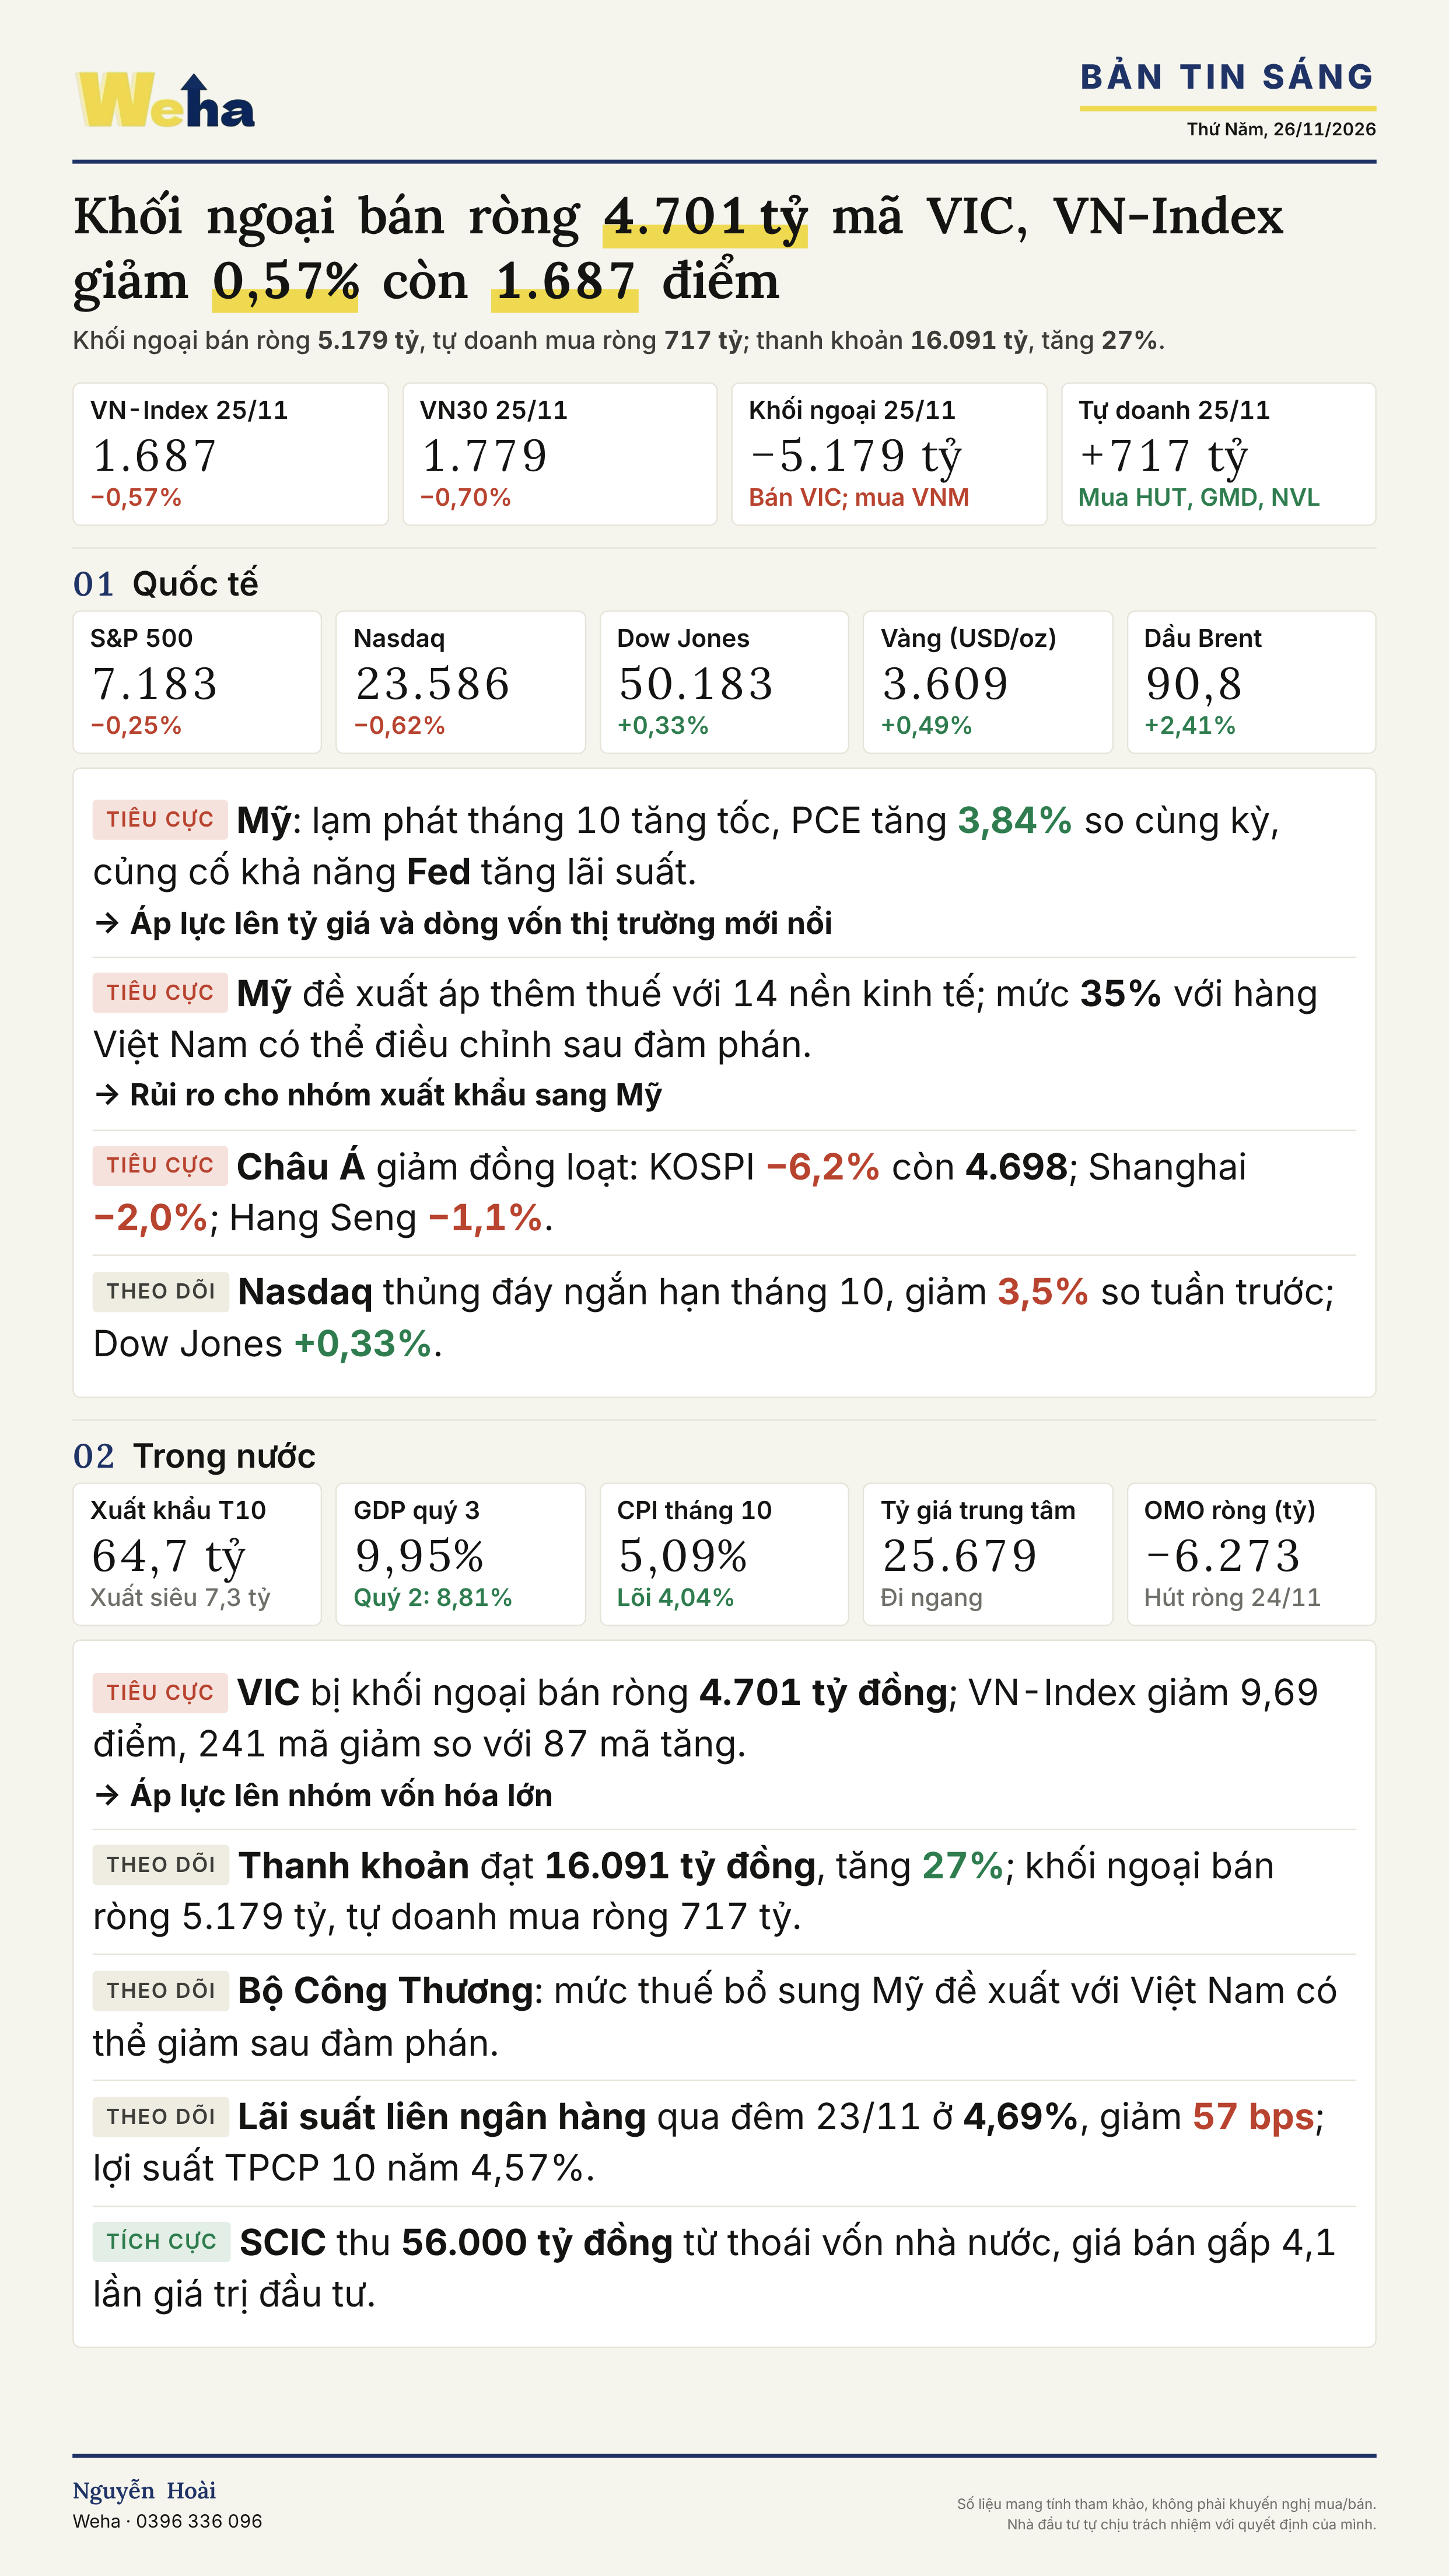 Weha
BẢN TIN SÁNG
Thứ Năm, 26/11/2026
Khối ngoại bán ròng 4.701 tỷ mã VIC, VN-Index
giảm 0,57% còn 1.687 điểm
Khối ngoại bán ròng 5.179 tỷ, tự doanh mua ròng 717 tỷ; thanh khoản 16.091 tỷ, tăng 27%.
VN-Index 25/11
1.687
−0,57%
VN30 25/11
1.779
−0,70%
Khối ngoại 25/11
−5.179 tỷ
Bán VIC; mua VNM
Tự doanh 25/11
+717 tỷ
Mua HUT, GMD, NVL
01 Quốc tế
S&P 500
7.183
−0,25%
Nasdaq
23.586
−0,62%
Dow Jones
50.183
+0,33%
Vàng (USD/oz)
3.609
+0,49%
Dầu Brent
90,8
+2,41%
TIÊU CỰC Mỹ: lạm phát tháng 10 tăng tốc, PCE tăng 3,84% so cùng kỳ,
củng cố khả năng Fed tăng lãi suất.
→ Áp lực lên tỷ giá và dòng vốn thị trường mới nổi
TIÊU CỰC Mỹ đề xuất áp thêm thuế với 14 nền kinh tế; mức 35% với hàng
Việt Nam có thể điều chỉnh sau đàm phán.
→ Rủi ro cho nhóm xuất khẩu sang Mỹ
TIÊU CỰC Châu Á giảm đồng loạt: KOSPI −6,2% còn 4.698; Shanghai
−2,0%; Hang Seng −1,1%.
THEO DÕI Nasdaq thủng đáy ngắn hạn tháng 10, giảm 3,5% so tuần trước;
Dow Jones +0,33%.
02 Trong nước
Xuất khẩu T10
64,7 tỷ
Xuất siêu 7,3 tỷ
GDP quý 3
9,95%
Quý 2: 8,81%
CPI tháng 10
5,09%
Lõi 4,04%
Tỷ giá trung tâm
25.679
Đi ngang
OMO ròng (tỷ)
−6.273
Hút ròng 24/11
TIÊU CỰC VIC bị khối ngoại bán ròng 4.701 tỷ đồng; VN-Index giảm 9,69
điểm, 241 mã giảm so với 87 mã tăng.
→ Áp lực lên nhóm vốn hóa lớn
THEO DÕI Thanh khoản đạt 16.091 tỷ đồng, tăng 27%; khối ngoại bán
ròng 5.179 tỷ, tự doanh mua ròng 717 tỷ.
THEO DÕI Bộ Công Thương: mức thuế bổ sung Mỹ đề xuất với Việt Nam có
thể giảm sau đàm phán.
THEO DÕI Lãi suất liên ngân hàng qua đêm 23/11 ở 4,69%, giảm 57 bps;
lợi suất TPCP 10 năm 4,57%.
TÍCH CỰC SCIC thu 56.000 tỷ đồng từ thoái vốn nhà nước, giá bán gấp 4,1
lần giá trị đầu tư.
Nguyễn Hoài
Weha · 0396 336 096
Số liệu mang tính tham khảo, không phải khuyến nghị mua/bán.
Nhà đầu tư tự chịu trách nhiệm với quyết định của mình.